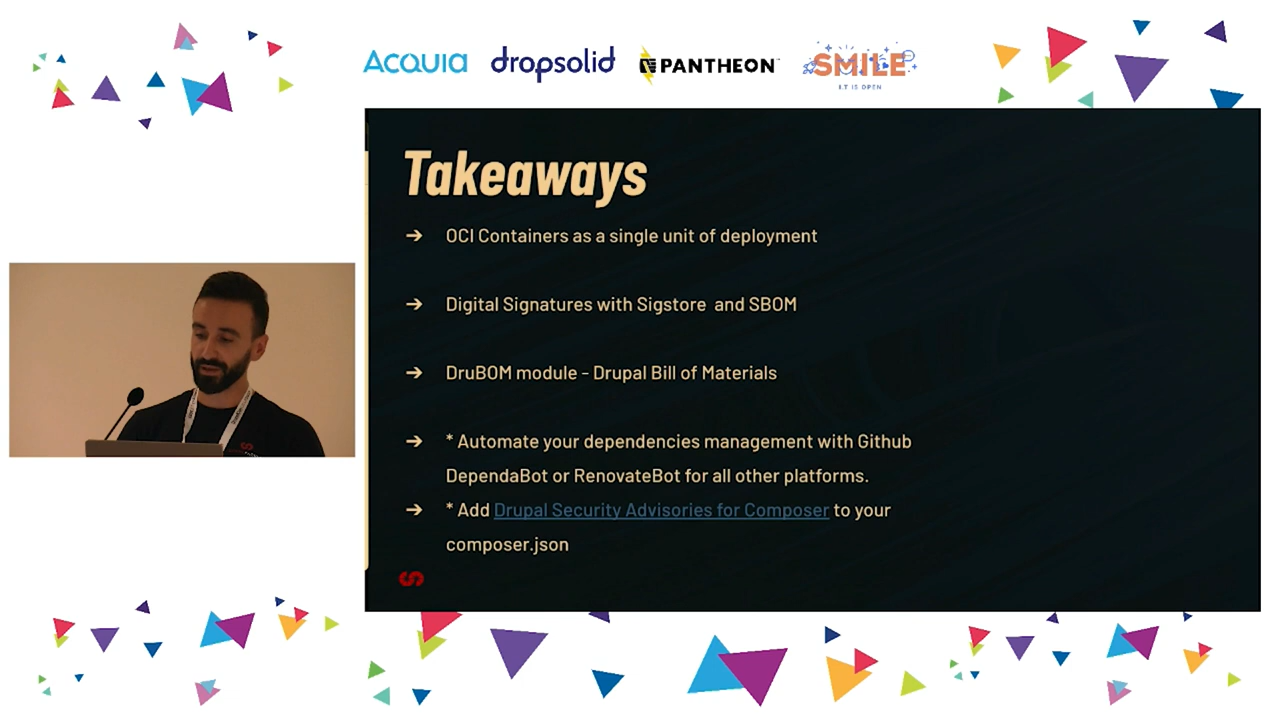 ACQUIA
dropsolid
PANTHEON
SMILE
I.T IS OPEN
Takeaways
➔ OCI Containers as a single unit of deployment
➔ Digital Signatures with Sigstore and SBOM
➔ DruBOM module - Drupal Bill of Materials
➔ * Automate your dependencies management with Github
DependaBot or RenovateBot for all other platforms.
➔ * Add Drupal Security Advisories for Composer to your
composer.json